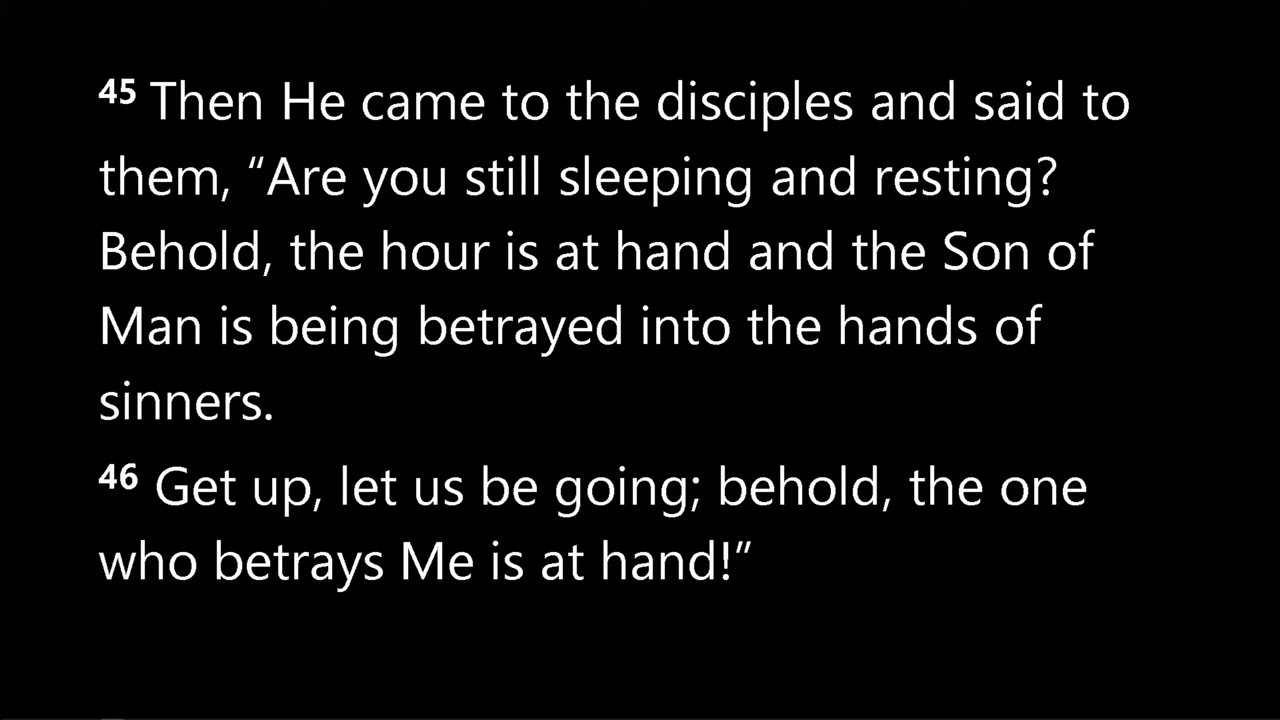 45 Then He came to the disciples and said to
them, “Are you still sleeping and resting?
Behold, the hour is at hand and the Son of
Man is being betrayed into the hands of
sinners.
46 Get up, let us be going; behold, the one
who betrays Me is at hand!”